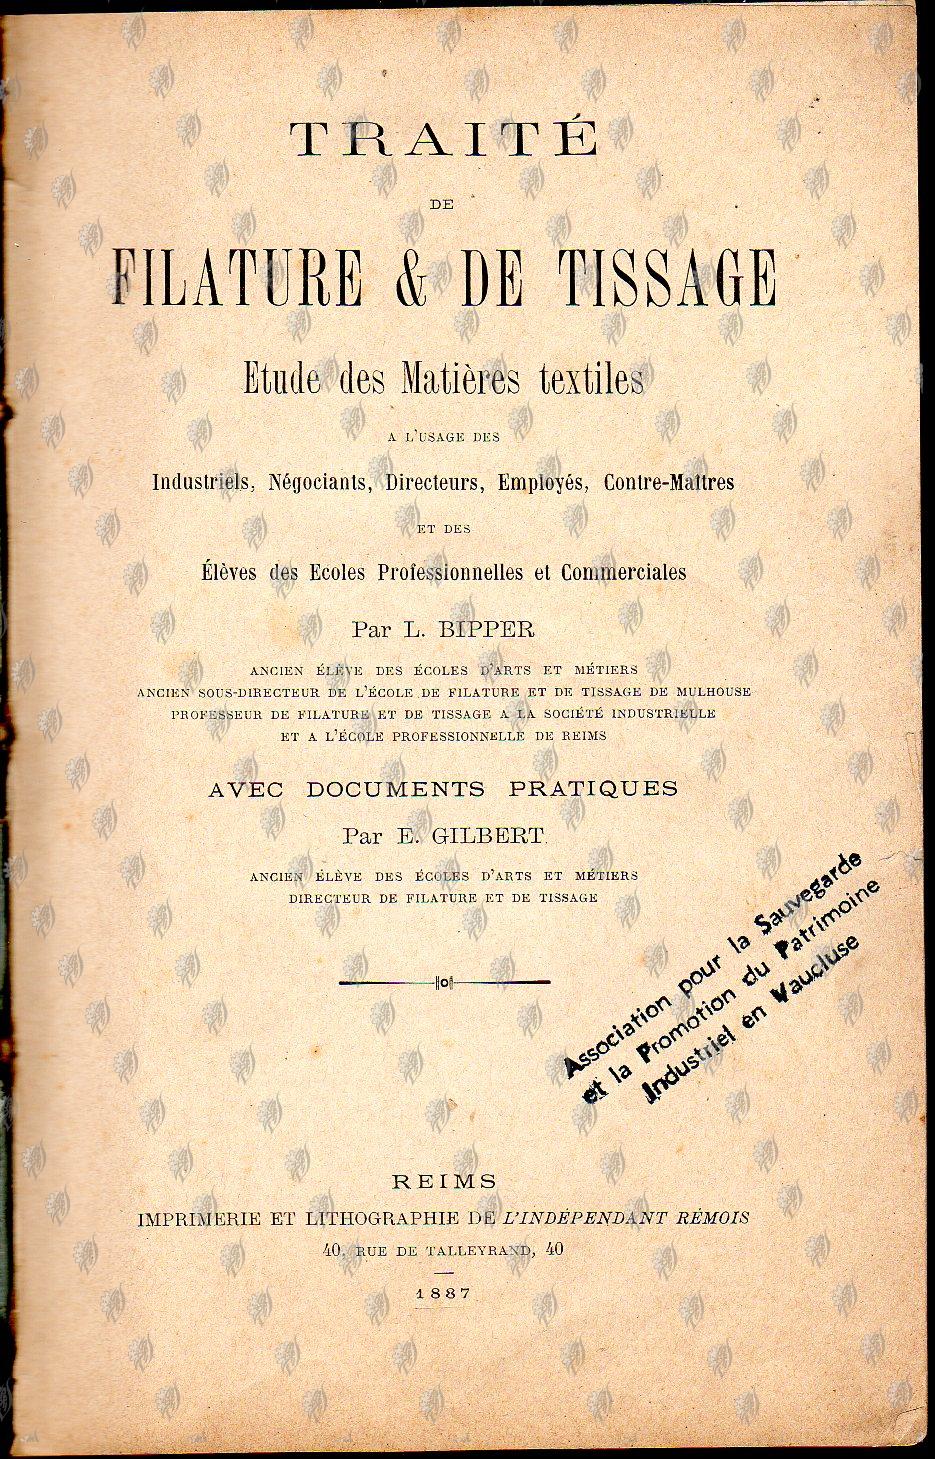 TRAITÉ
DE
FILATURE & DE TISSAGE
Etude des Matières textiles
A L'USAGE DES
Industriels, Négociants, Directeurs, Employés, Contre-Maîtres
ET DES
Élèves des Ecoles Professionnelles et Commerciales
Par L. BIPPER
ANCIEN ÉLÈVE DES ÉCOLES D'ARTS ET MÉTIERS
ANCIEN SOUS-DIRECTEUR DE L'ÉCOLE DE FILATURE ET DE TISSAGE DE MULHOUSE
PROFESSEUR DE FILATURE ET DE TISSAGE A LA SOCIÉTÉ INDUSTRIELLE
ET A L'ÉCOLE PROFESSIONNELLE DE REIMS
AVEC DOCUMENTS PRATIQUES
Par E. GILBERT
ANCIEN ÉLÈVE DES ÉCOLES D'ARTS ET MÉTIERS
DIRECTEUR DE FILATURE ET DE TISSAGE
Association pour la Sauvegarde
et la Promotion du Patrimoine
Industriel en Vaucluse
REIMS
IMPRIMERIE ET LITHOGRAPHIE DE L'INDÉPENDANT RÉMOIS
40, RUE DE TALLEYRAND, 40
1887